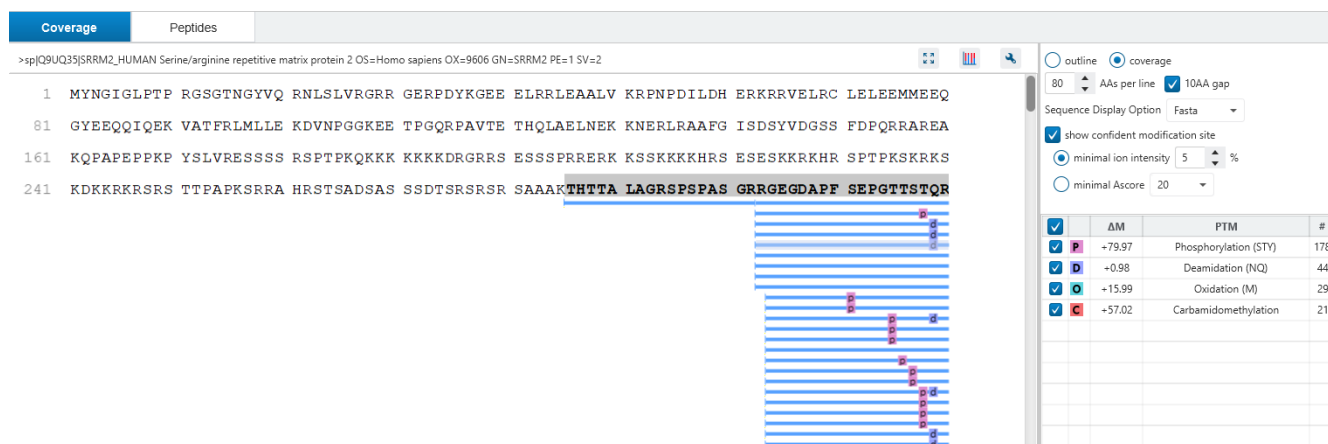 Coverage Peptides
>sp|Q9UQ35|SRRM2_HUMAN Serine/arginine repetitive matrix protein 2 OS=Homo sapiens OX=9606 GN=SRRM2 PE=1 SV=2
1 MYNGIGLPTP RGSGTNGYVQ RNLSLVRGRR GERPDYKGEE ELRRLEAALV KRPNPDILDH ERKRRVELRC LELEEMMEEQ
81 GYEEQQIQEK VATFRLMLLE KDVNPGGKEE TPGQRPAVTE THQLAELNEK KNERLRAAFG ISDSYVDGSS FDPQRRAREA
161 KQPAPEPPKP YSLVRESSSS RSPTPKQKKK KKKKDRGRRS ESSSPRRERK KSSKKKKHRS ESESKKRKHR SPTPKSKRKS
241 KDKKRKRSRS TTPAPKSRRA HRSTSADSAS SSDTSRSRSR SAAAKTHTTA LAGRSPSPAS GRRGEGDAPF SEPGTTSTQR
p
d
d
d
p
p
p d
p
p
p
p
p
p d
p
p
p
d
d
outline coverage
80 AAs per line 10AA gap
Sequence Display Option Fasta
show confident modification site
minimal ion intensity 5 %
minimal Ascore 20
ΔM PTM #
P +79.97 Phosphorylation (STY) 178
D +0.98 Deamidation (NQ) 44
O +15.99 Oxidation (M) 29
C +57.02 Carbamidomethylation 21